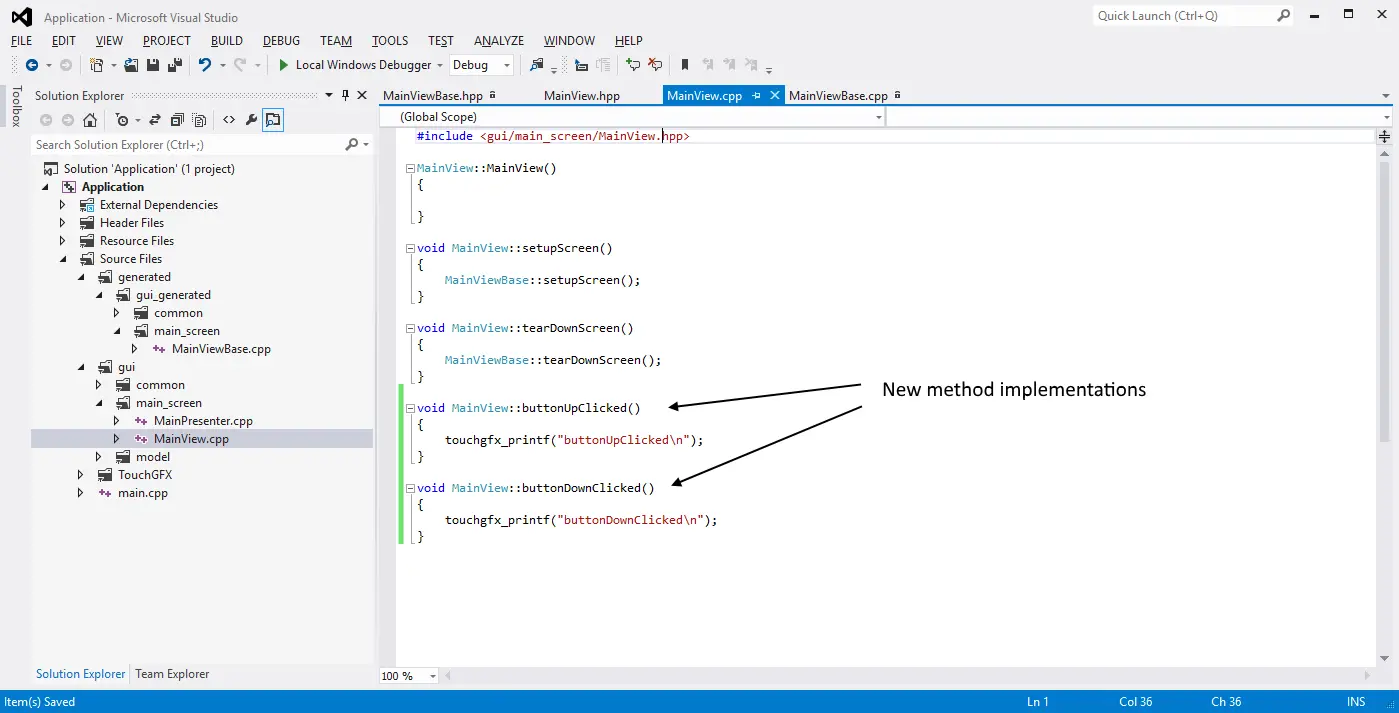 Application - Microsoft Visual Studio
Quick Launch (Ctrl+Q)
FILE EDIT VIEW PROJECT BUILD DEBUG TEAM TOOLS TEST ANALYZE WINDOW HELP
Local Windows Debugger Debug
Toolbox
Solution Explorer
MainViewBase.hpp MainView.hpp MainView.cpp MainViewBase.cpp
(Global Scope)
Search Solution Explorer (Ctrl+;)
Solution 'Application' (1 project)
Application
External Dependencies
Header Files
Resource Files
Source Files
generated
gui_generated
common
main_screen
MainViewBase.cpp
gui
common
main_screen
MainPresenter.cpp
MainView.cpp
model
TouchGFX
main.cpp
Solution Explorer Team Explorer
#include <gui/main_screen/MainView.hpp>
MainView::MainView()
{
}
void MainView::setupScreen()
{
MainViewBase::setupScreen();
}
void MainView::tearDownScreen()
{
MainViewBase::tearDownScreen();
}
void MainView::buttonUpClicked()
{
touchgfx_printf("buttonUpClicked\n");
}
void MainView::buttonDownClicked()
{
touchgfx_printf("buttonDownClicked\n");
}
New method implementations
100 %
Item(s) Saved Ln 1 Col 36 Ch 36 INS